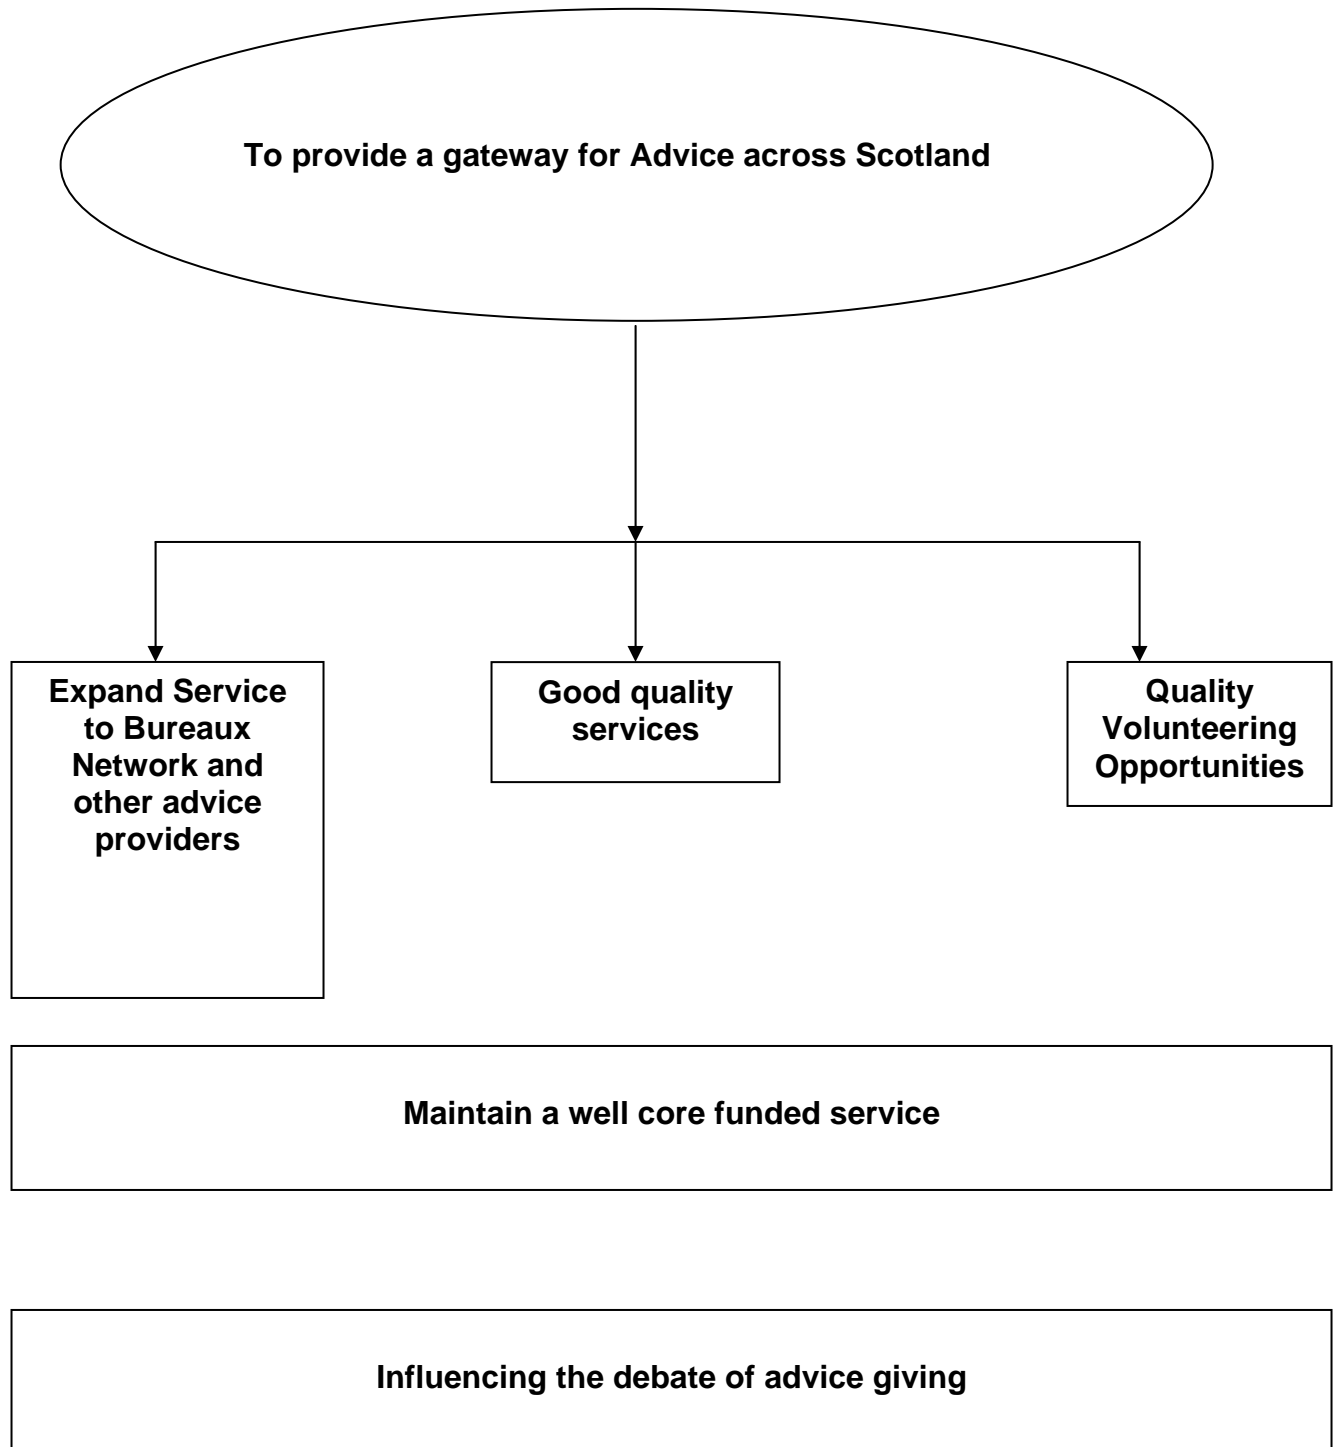 To provide a gateway for Advice across Scotland
Expand Service
to Bureaux
Network and
other advice
providers
Good quality
services
Quality
Volunteering
Opportunities
Maintain a well core funded service
Influencing the debate of advice giving